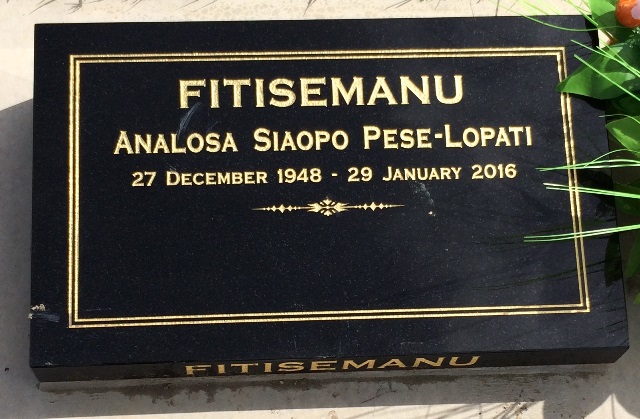 FITISEMANU
ANALOSA SIAOPO PESE-LOPATI
27 DECEMBER 1948 - 29 JANUARY 2016
FITISEMANU